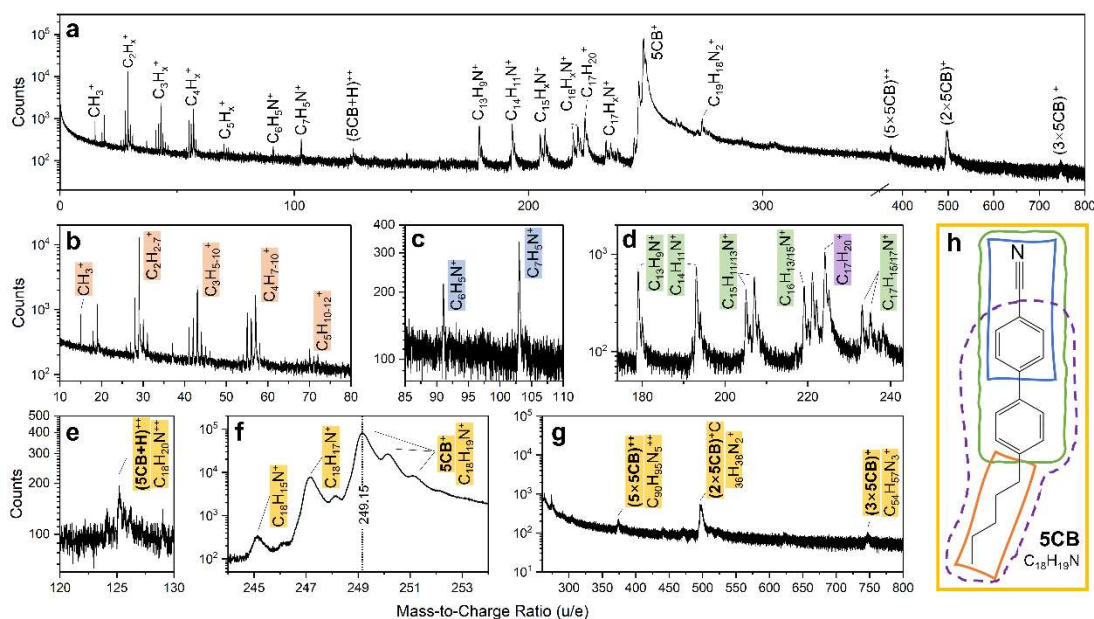 a
Counts
10⁵
10⁴
10³
10²
CH₃⁺
C₂Hₓ⁺
C₃Hₓ⁺
C₄Hₓ⁺
C₅Hₓ⁺
C₆H₅N⁺
C₇H₅N⁺
(5CB+H)⁺⁺
C₁₃H₉N⁺
C₁₄H₁₁N⁺
C₁₅HₓN⁺
C₁₆HₓN⁺
C₁₇H₂₀⁺
C₁₇HₓN⁺
5CB⁺
C₁₉H₁₈N₂⁺
(5×5CB)⁺⁺
(2×5CB)⁺
(3×5CB)⁺
0 100 200 300 400 500 600 700 800
b
10⁴
10³
10²
CH₃⁺
C₂H₂₋₇⁺
C₃H₅₋₁₀⁺
C₄H₇₋₁₀⁺
C₅H₁₀₋₁₂⁺
10 20 30 40 50 60 70 80
c
400
300
200
100
C₆H₅N⁺
C₇H₅N⁺
85 90 95 100 105 110
d
10³
10²
C₁₃H₉N⁺
C₁₄H₁₁N⁺
C₁₅H₁₁/₁₃N⁺
C₁₆H₁₃/₁₅N⁺
C₁₇H₂₀⁺
C₁₇H₁₅/₁₇N⁺
180 200 220 240
h
5CB
C₁₈H₁₉N
e
Counts
500
400
300
200
100
(5CB+H)⁺⁺
C₁₈H₂₀N⁺⁺
120 125 130
f
10⁵
10⁴
10³
10²
C₁₈H₁₅N⁺
C₁₈H₁₇N⁺
249.15
5CB⁺
C₁₈H₁₉N⁺
245 247 249 251 253
g
10⁵
10⁴
10³
10²
10¹
(5×5CB)⁺⁺
C₉₀H₉₅N₅⁺⁺
(2×5CB)⁺C
₃₆H₃₈N₂⁺
(3×5CB)⁺
C₅₄H₅₇N₃⁺
300 350 400 450 500 550 600 650 700 750 800
Mass-to-Charge Ratio (u/e)